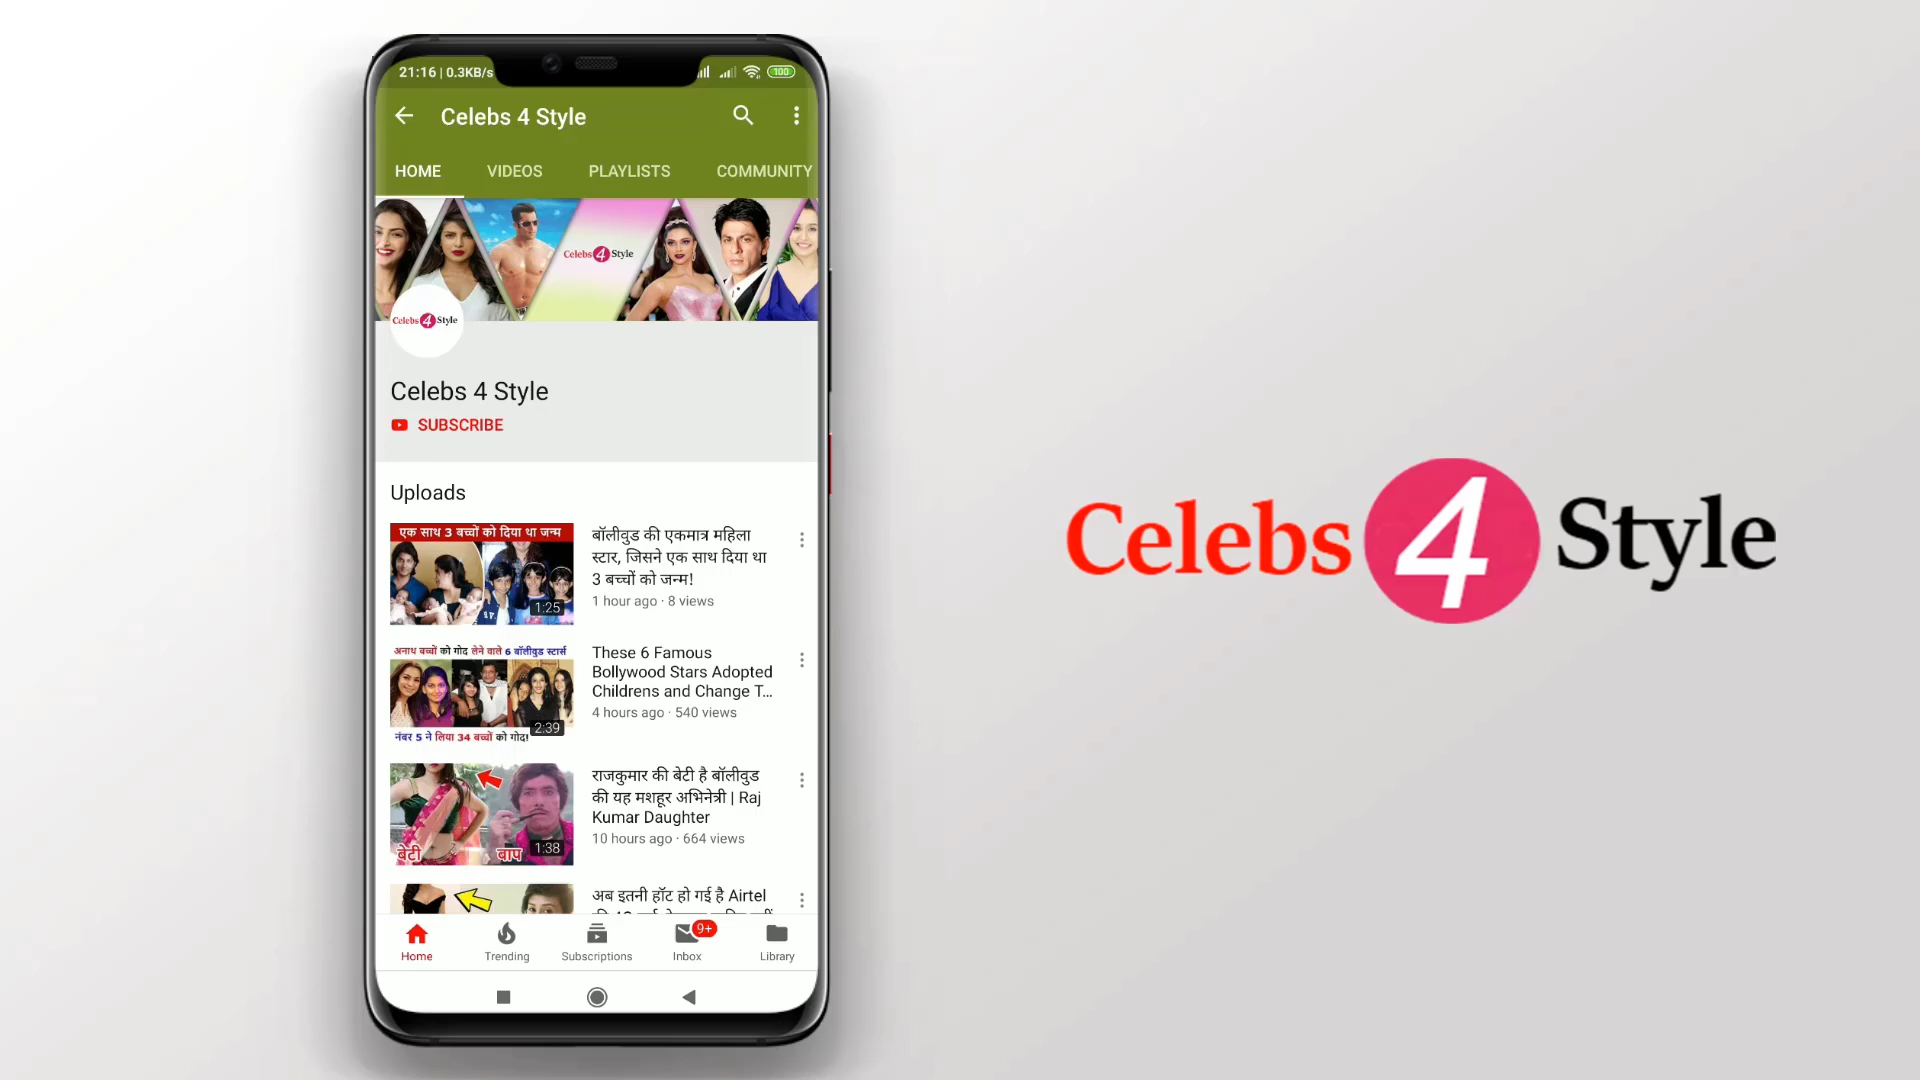 21:16 | 0.3KB/s
100
Celebs 4 Style
HOME VIDEOS PLAYLISTS COMMUNITY
Celebs 4 Style
Celebs 4 Style
Celebs 4 Style
SUBSCRIBE
Uploads
एक साथ 3 बच्चों को दिया था जन्म
1:25
बॉलीवुड की एकमात्र महिला
स्टार, जिसने एक साथ दिया था
3 बच्चों को जन्म!
1 hour ago · 8 views
अनाथ बच्चों को गोद लेने वाले 6 बॉलीवुड स्टार्स
2:39
नंबर 5 ने लिया 34 बच्चों को गोद!
These 6 Famous
Bollywood Stars Adopted
Childrens and Change T...
4 hours ago · 540 views
बेटी
बाप
1:38
राजकुमार की बेटी है बॉलीवुड
की यह मशहूर अभिनेत्री | Raj
Kumar Daughter
10 hours ago · 664 views
अब इतनी हॉट हो गई है Airtel
Home Trending Subscriptions Inbox 9+ Library
Celebs 4 Style